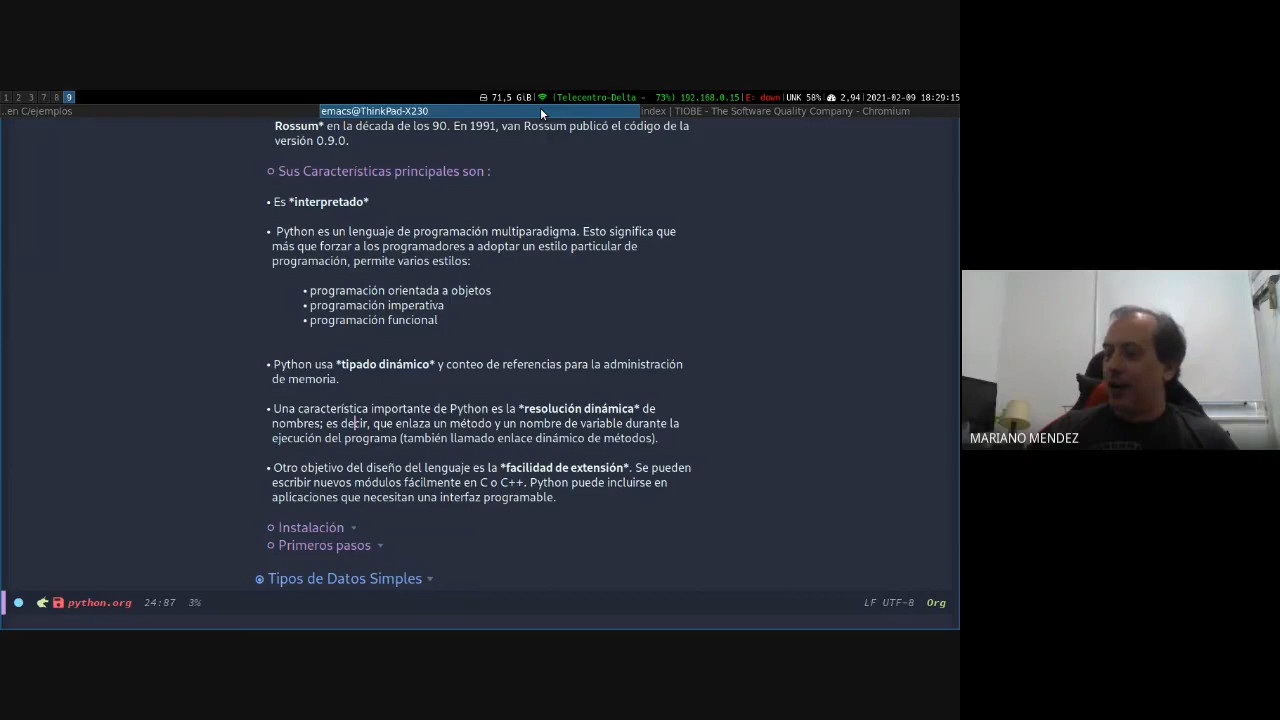 1 2 3 7 8 9
71,5 GiB| (Telecentro-Delta - 73%) 192.168.0.15|E: down|UNK 58%| 2,94|2021-02-09 18:29:15
..en C/ejemplos
emacs@ThinkPad-X230
index | TIOBE - The Software Quality Company - Chromium
Rossum* en la década de los 90. En 1991, van Rossum publicó el código de la
versión 0.9.0.
Sus Características principales son :
• Es *interpretado*
• Python es un lenguaje de programación multiparadigma. Esto significa que
más que forzar a los programadores a adoptar un estilo particular de
programación, permite varios estilos:
• programación orientada a objetos
• programación imperativa
• programación funcional
• Python usa *tipado dinámico* y conteo de referencias para la administración
de memoria.
• Una característica importante de Python es la *resolución dinámica* de
nombres; es decir, que enlaza un método y un nombre de variable durante la
ejecución del programa (también llamado enlace dinámico de métodos).
• Otro objetivo del diseño del lenguaje es la *facilidad de extensión*. Se pueden
escribir nuevos módulos fácilmente en C o C++. Python puede incluirse en
aplicaciones que necesitan una interfaz programable.
Instalación
Primeros pasos
Tipos de Datos Simples
python.org 24:87 3%
LF UTF-8 Org
MARIANO MENDEZ